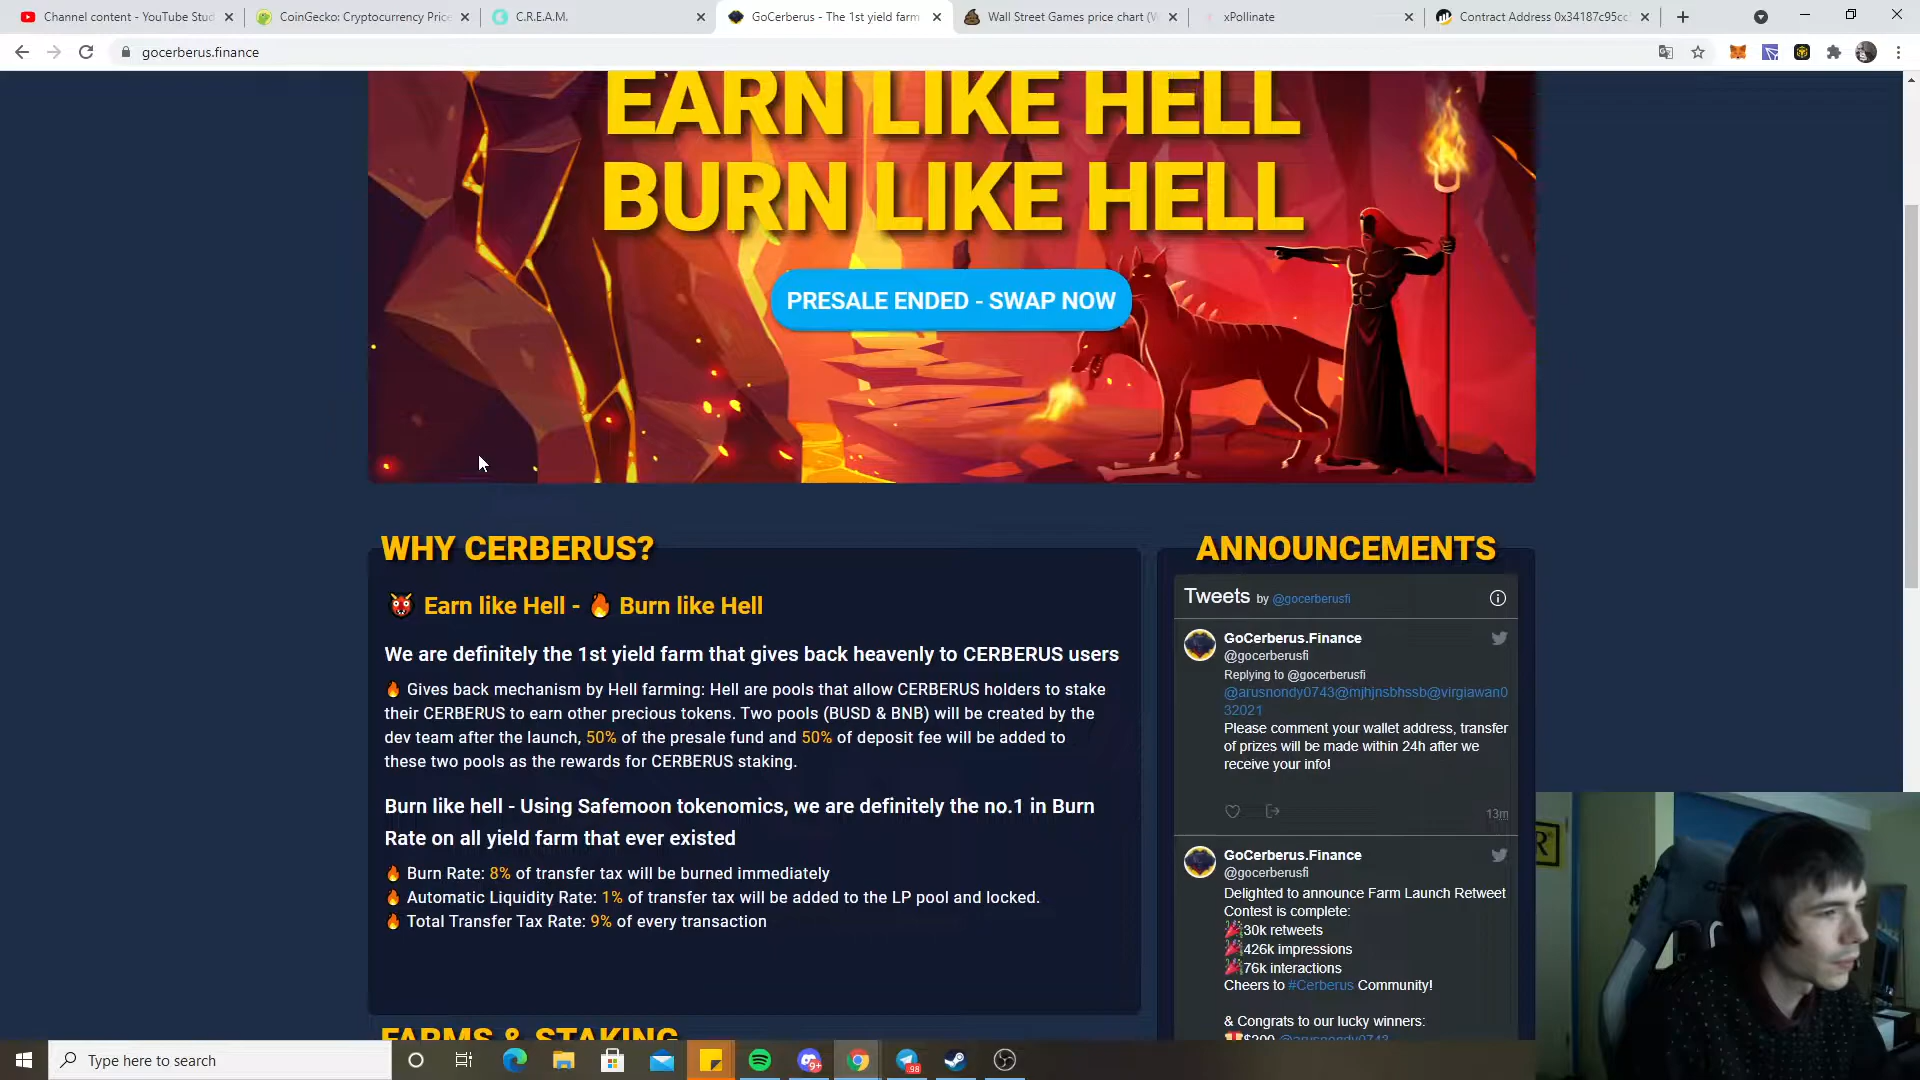 Channel content - YouTube Stud
CoinGecko: Cryptocurrency Price
C.R.E.A.M.
GoCerberus - The 1st yield farm
Wall Street Games price chart (W
xPollinate
Contract Address 0x34187c95cc
gocerberus.finance
EARN LIKE HELL
BURN LIKE HELL
PRESALE ENDED - SWAP NOW
WHY CERBERUS?
👹 Earn like Hell - 🔥 Burn like Hell
We are definitely the 1st yield farm that gives back heavenly to CERBERUS users
🔥 Gives back mechanism by Hell farming: Hell are pools that allow CERBERUS holders to stake
their CERBERUS to earn other precious tokens. Two pools (BUSD & BNB) will be created by the
dev team after the launch, 50% of the presale fund and 50% of deposit fee will be added to
these two pools as the rewards for CERBERUS staking.
Burn like hell - Using Safemoon tokenomics, we are definitely the no.1 in Burn
Rate on all yield farm that ever existed
🔥 Burn Rate: 8% of transfer tax will be burned immediately
🔥 Automatic Liquidity Rate: 1% of transfer tax will be added to the LP pool and locked.
🔥 Total Transfer Tax Rate: 9% of every transaction
FARMS & STAKING
ANNOUNCEMENTS
Tweets by @gocerberusfi
GoCerberus.Finance
@gocerberusfi
Replying to @gocerberusfi
@arusnondy0743@mjhjnsbhssb@virgiawan0
32021
Please comment your wallet address, transfer
of prizes will be made within 24h after we
receive your info!
13m
GoCerberus.Finance
@gocerberusfi
Delighted to announce Farm Launch Retweet
Contest is complete:
🎉30k retweets
🎉426k impressions
🎉76k interactions
Cheers to #Cerberus Community!
& Congrats to our lucky winners:
$200 @arusnondy0743
R
Type here to search
9+
98